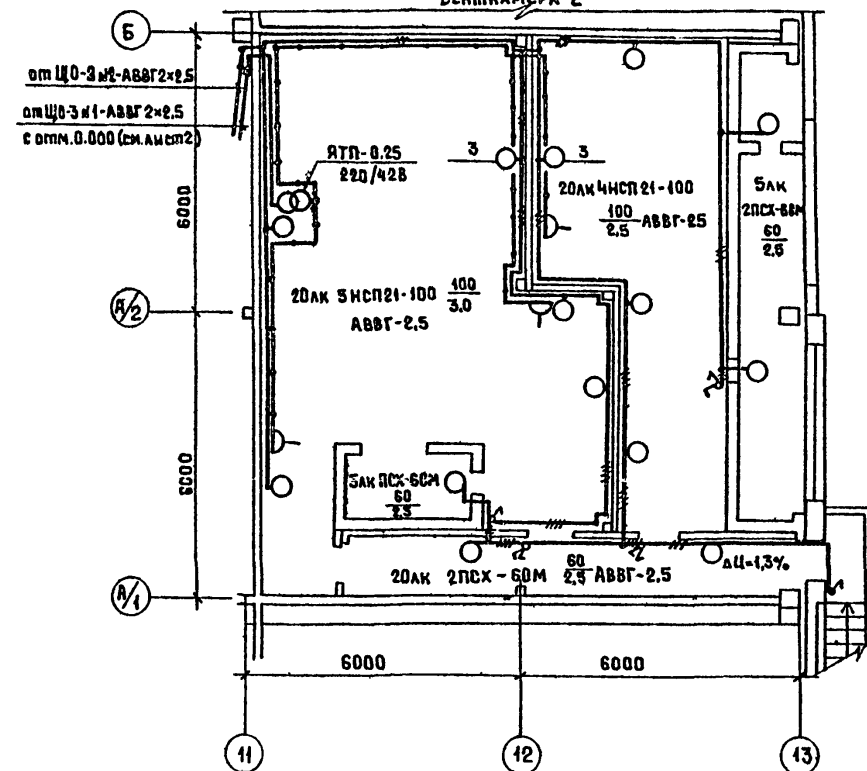 ВЕНТКАМЕРА 2
Б
от ЩО-3 №2-АВВГ2×2,5
от ЩО-3 №1-АВВГ2×2,5
с отм. 0.000 (см. лист2)
ЯТП-0.25
220/42В
3
3
20лк 4НСП21-100
100
2,5
АВВГ-25
5лк
2ПСХ-60М
60
2,5
6000
20лк 5НСП21-100
100
3.0
АВВГ-2,5
А/2
6000
5лк ПСХ-60М
60
2.5
20лк 2ПСХ-60М
60
2,5
АВВГ-2,5
ΔU=1,3%
А/1
6000
6000
11
12
13